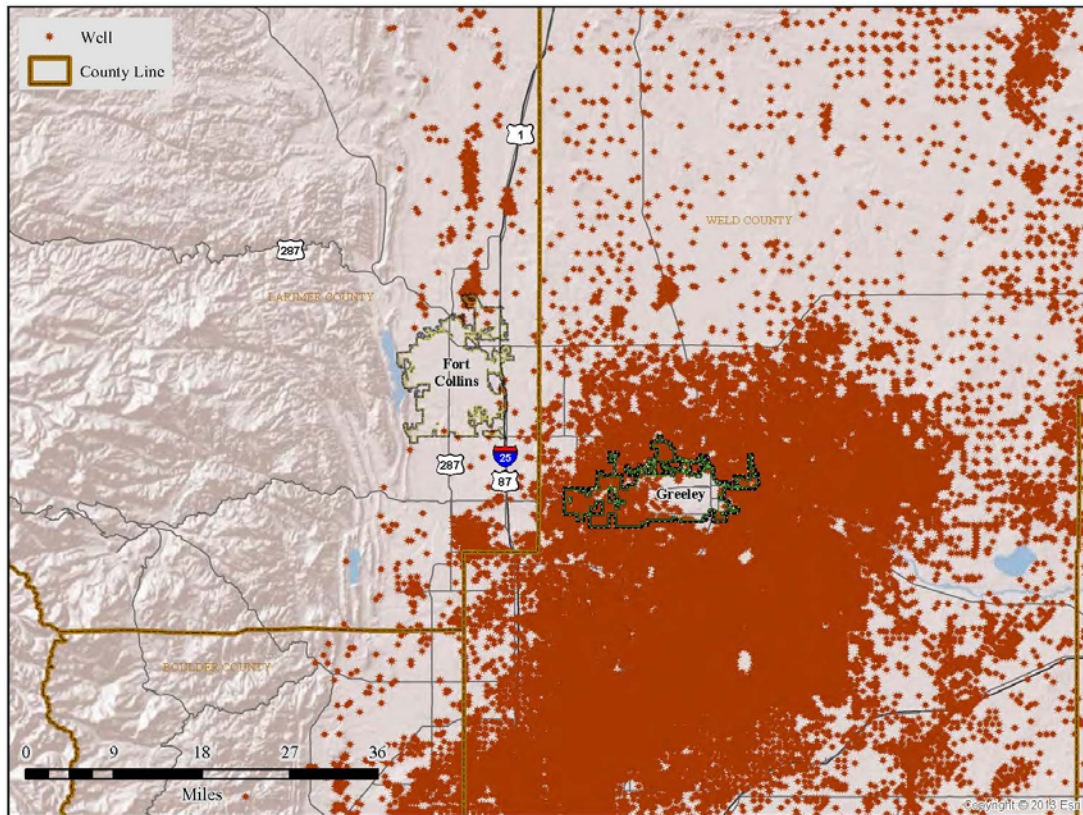 Well
County Line
1
WELD COUNTY
287
LARIMER COUNTY
Fort
Collins
25
287
87
Greeley
BOULDER COUNTY
0 9 18 27 36
Miles
Copyright © 2013 Esri